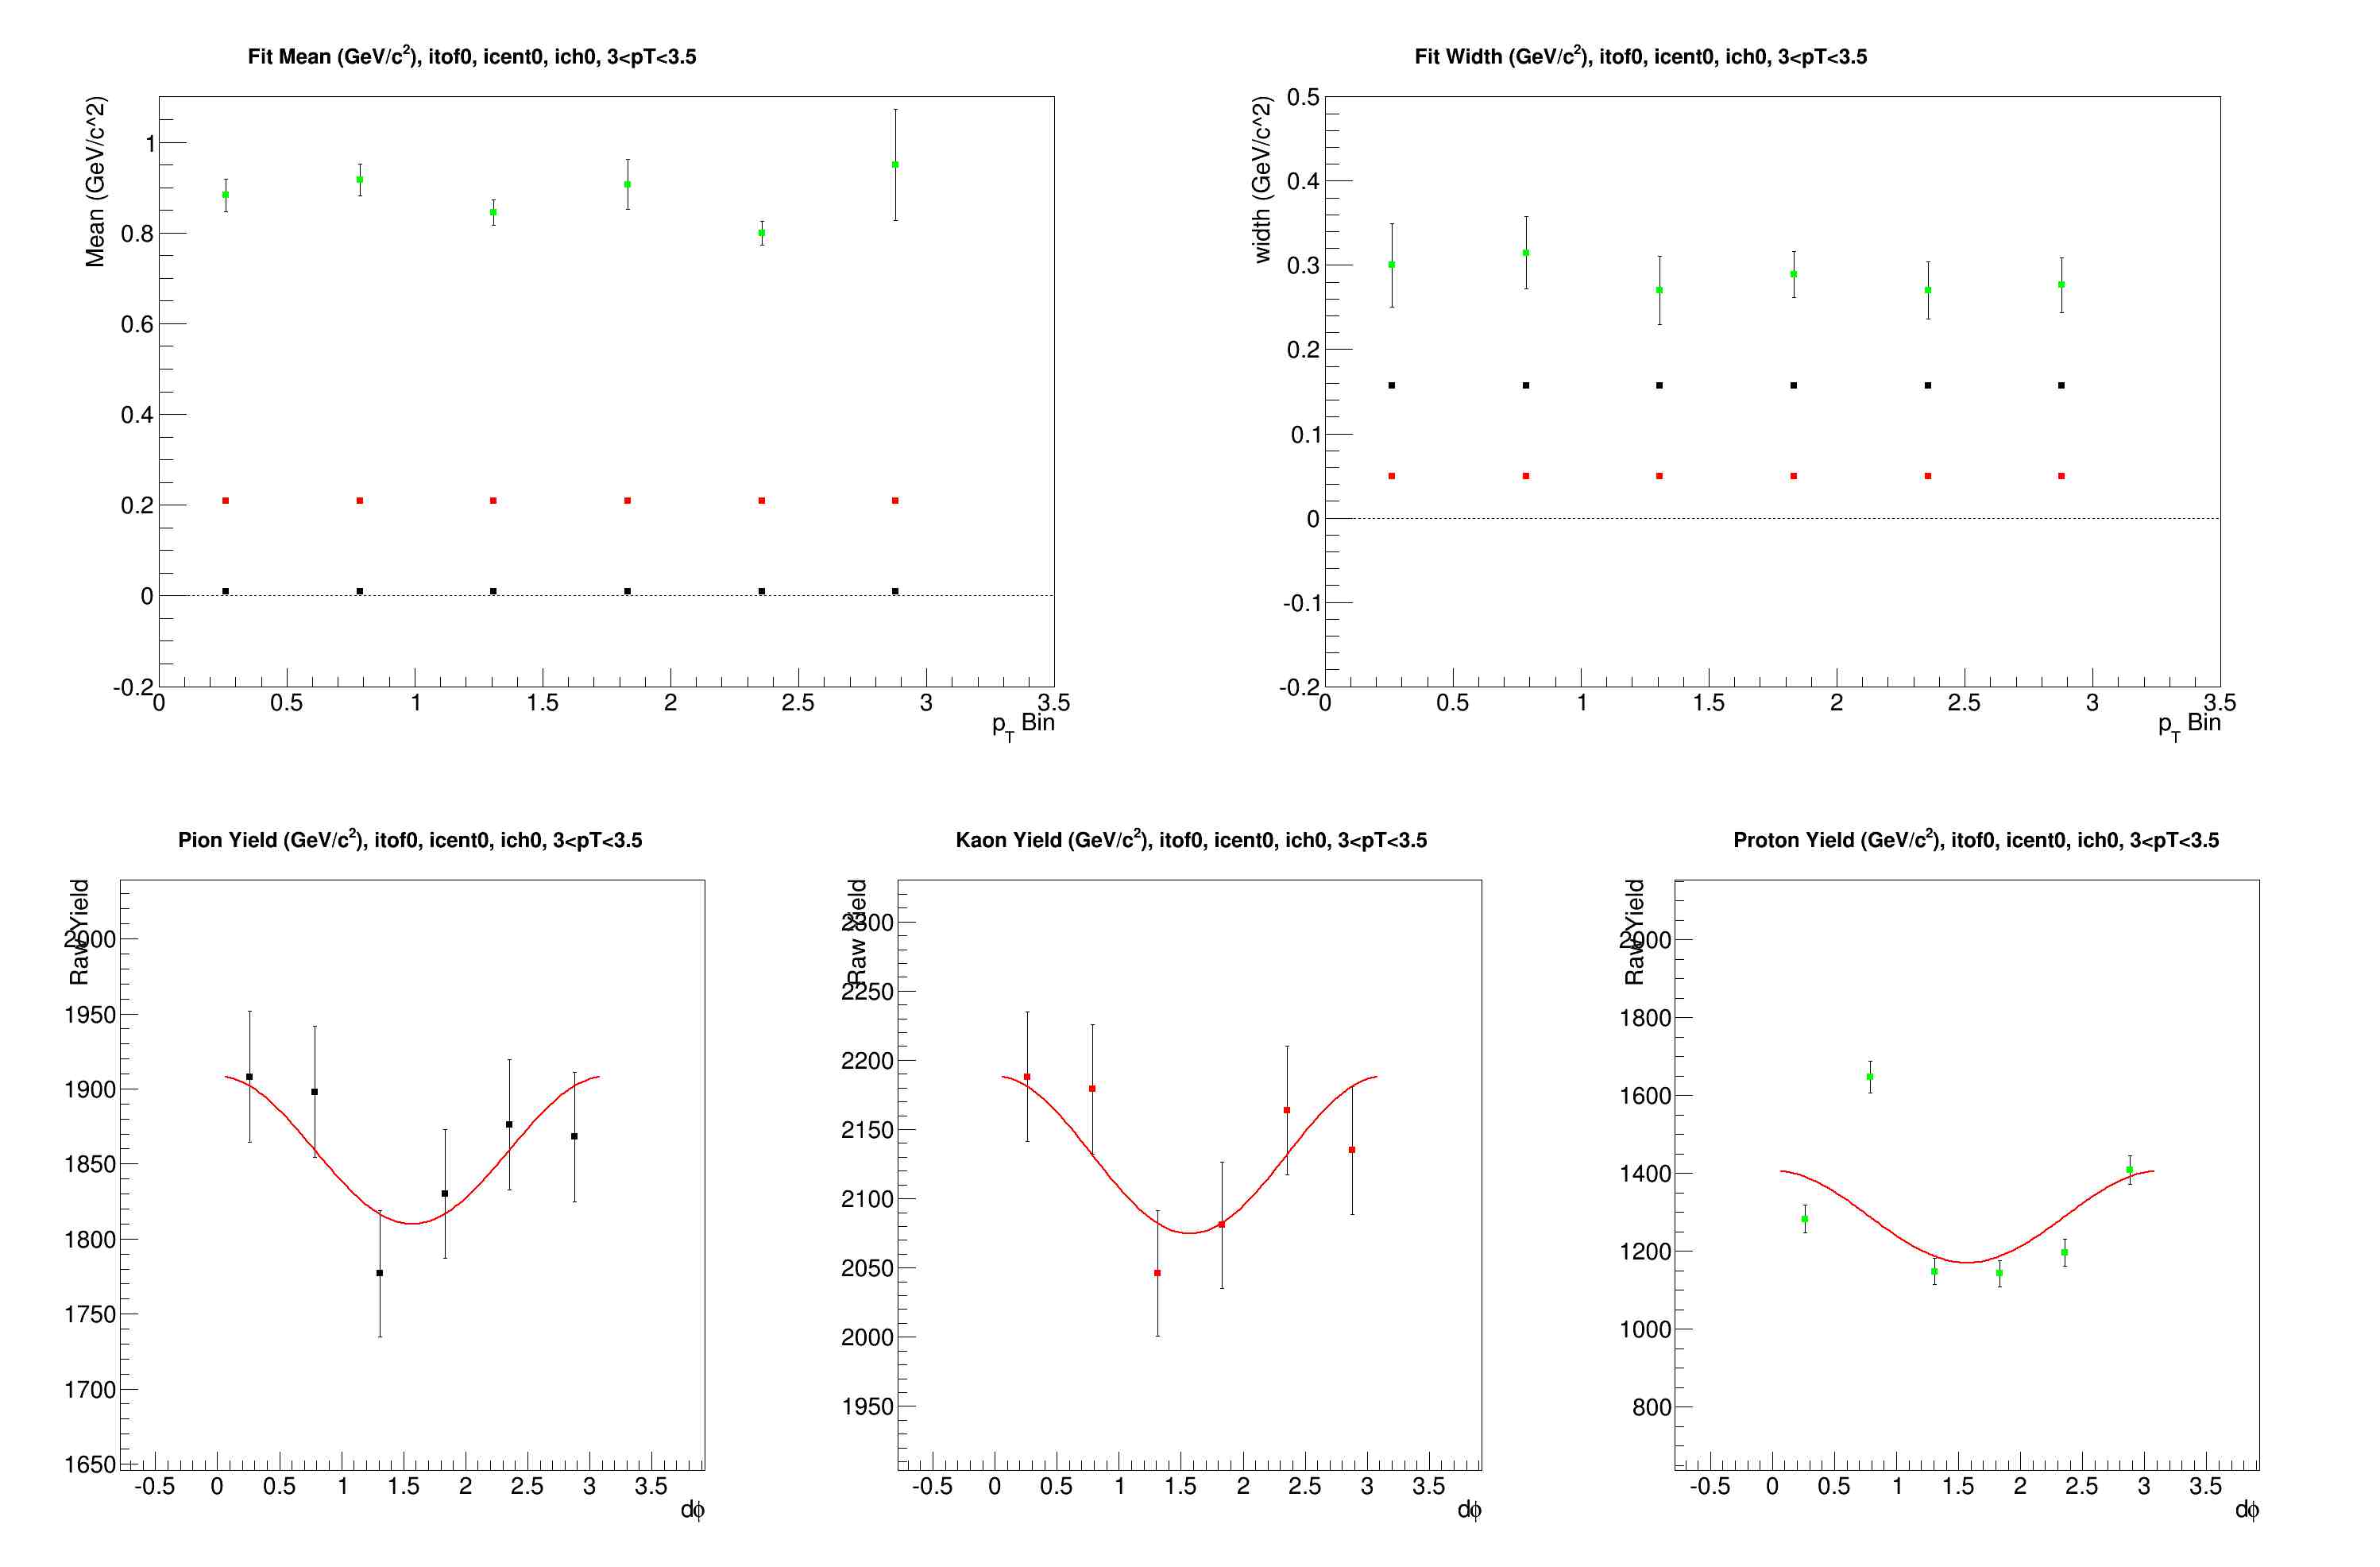 Fit Mean (GeV/c²), itof0, icent0, ich0, 3<pT<3.5
Mean (GeV/c^2)
1
0.8
0.6
0.4
0.2
0
-0.2
0 0.5 1 1.5 2 2.5 3 3.5
p_T Bin
Fit Width (GeV/c²), itof0, icent0, ich0, 3<pT<3.5
width (GeV/c^2)
0.5
0.4
0.3
0.2
0.1
0
-0.1
-0.2
0 0.5 1 1.5 2 2.5 3 3.5
p_T Bin
Pion Yield (GeV/c²), itof0, icent0, ich0, 3<pT<3.5
Raw Yield
2000
1950
1900
1850
1800
1750
1700
1650
-0.5 0 0.5 1 1.5 2 2.5 3 3.5
dϕ
Kaon Yield (GeV/c²), itof0, icent0, ich0, 3<pT<3.5
Raw Yield
2300
2250
2200
2150
2100
2050
2000
1950
-0.5 0 0.5 1 1.5 2 2.5 3 3.5
dϕ
Proton Yield (GeV/c²), itof0, icent0, ich0, 3<pT<3.5
Raw Yield
2000
1800
1600
1400
1200
1000
800
-0.5 0 0.5 1 1.5 2 2.5 3 3.5
dϕ